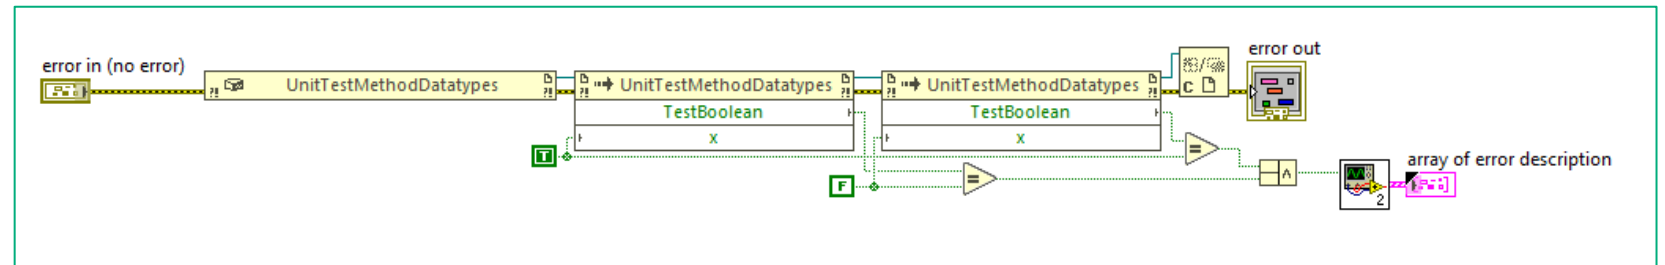 error in (no error)
UnitTestMethodDatatypes
UnitTestMethodDatatypes
TestBoolean
x
UnitTestMethodDatatypes
TestBoolean
x
error out
C
T
F
=
=
∧
2
array of error description